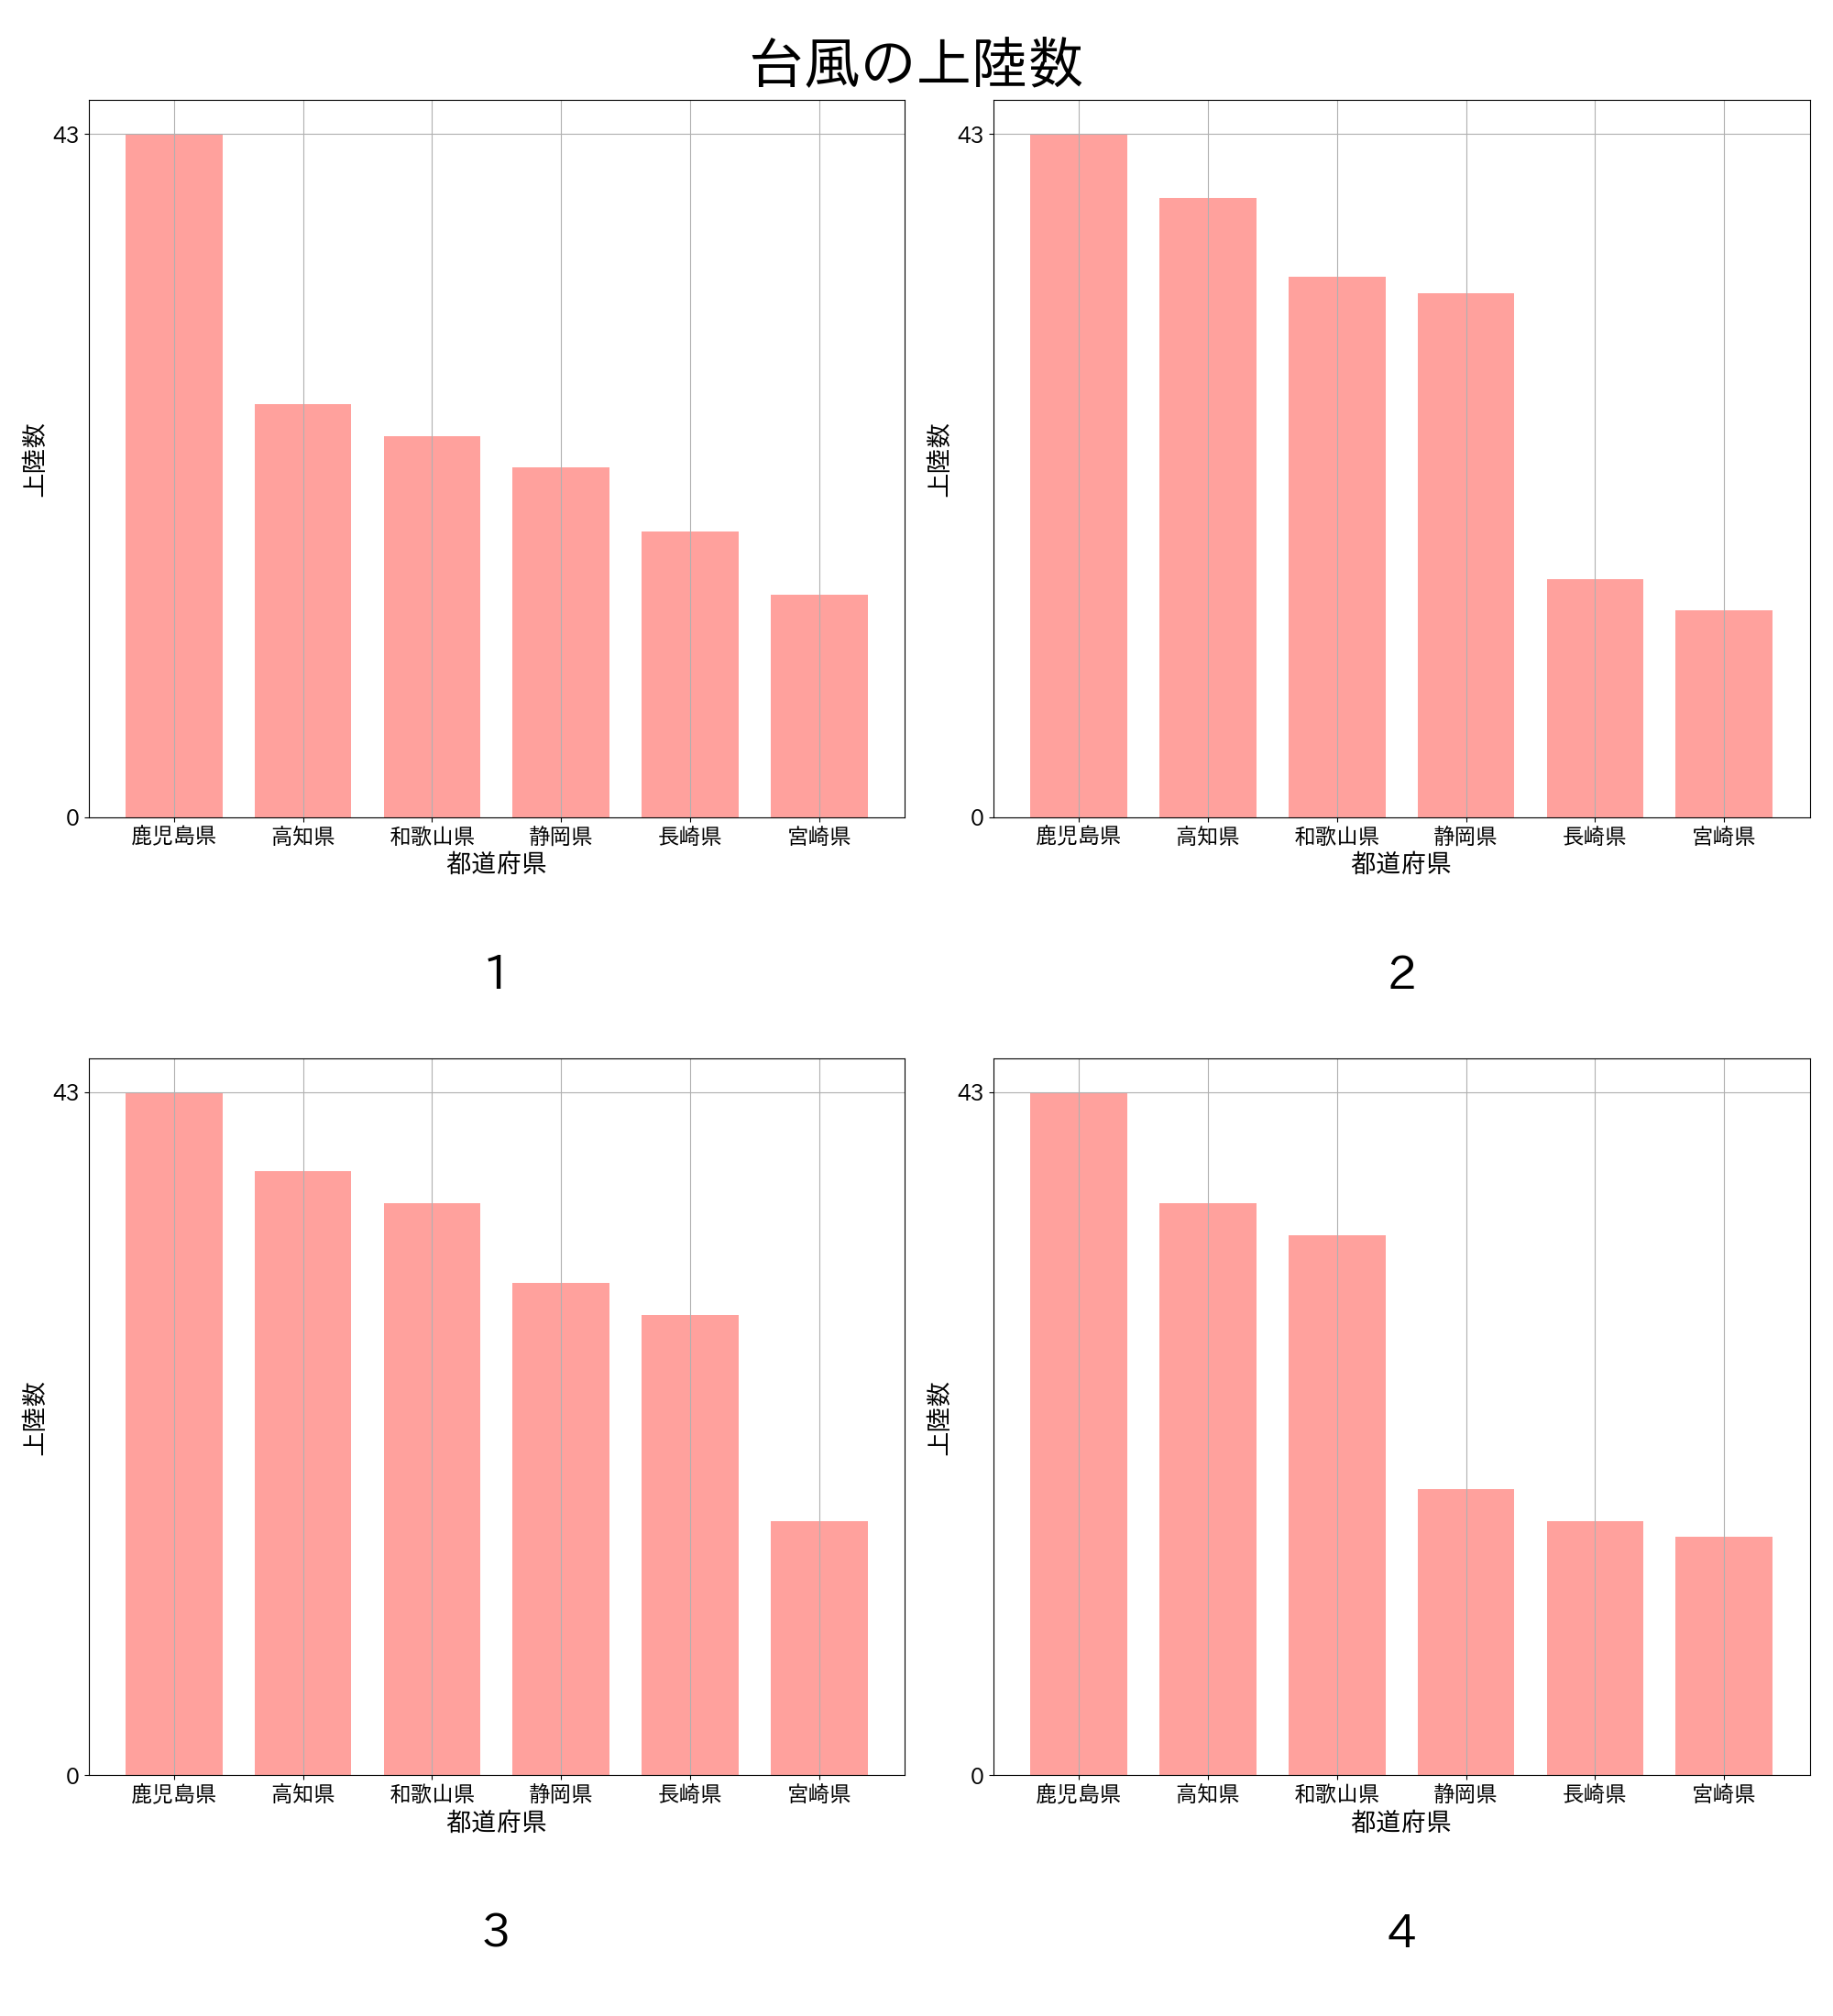 台風の上陸数
43
0
上陸数
鹿児島県 高知県 和歌山県 静岡県 長崎県 宮崎県
都道府県
1
43
0
上陸数
鹿児島県 高知県 和歌山県 静岡県 長崎県 宮崎県
都道府県
2
43
0
上陸数
鹿児島県 高知県 和歌山県 静岡県 長崎県 宮崎県
都道府県
3
43
0
上陸数
鹿児島県 高知県 和歌山県 静岡県 長崎県 宮崎県
都道府県
4